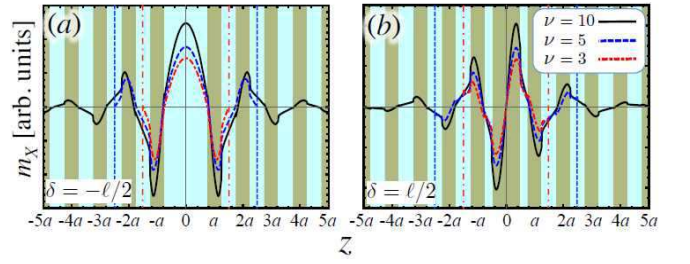 (a)
(b)
ν = 10
ν = 5
ν = 3
m_X [arb. units]
δ = −ℓ/2
δ = ℓ/2
-5a -4a -3a -2a -a 0 a 2a 3a 4a 5a
-5a -4a -3a -2a -a 0 a 2a 3a 4a 5a
z